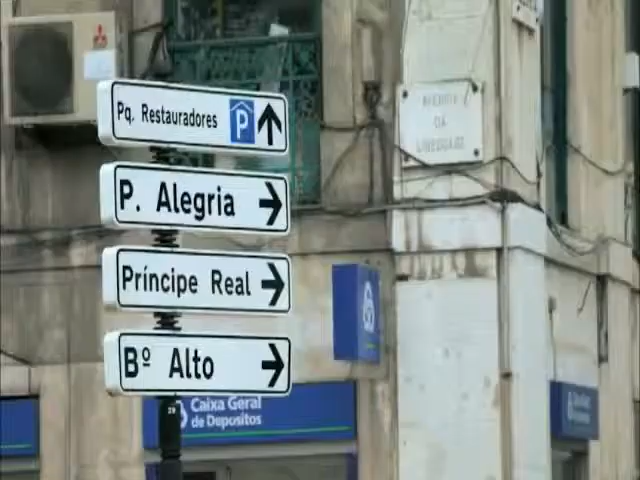 Pq. Restauradores P
P. Alegria
Príncipe Real
Bº Alto
AVENIDA
DA
LIBERDADE
Caixa Geral
de Depositos